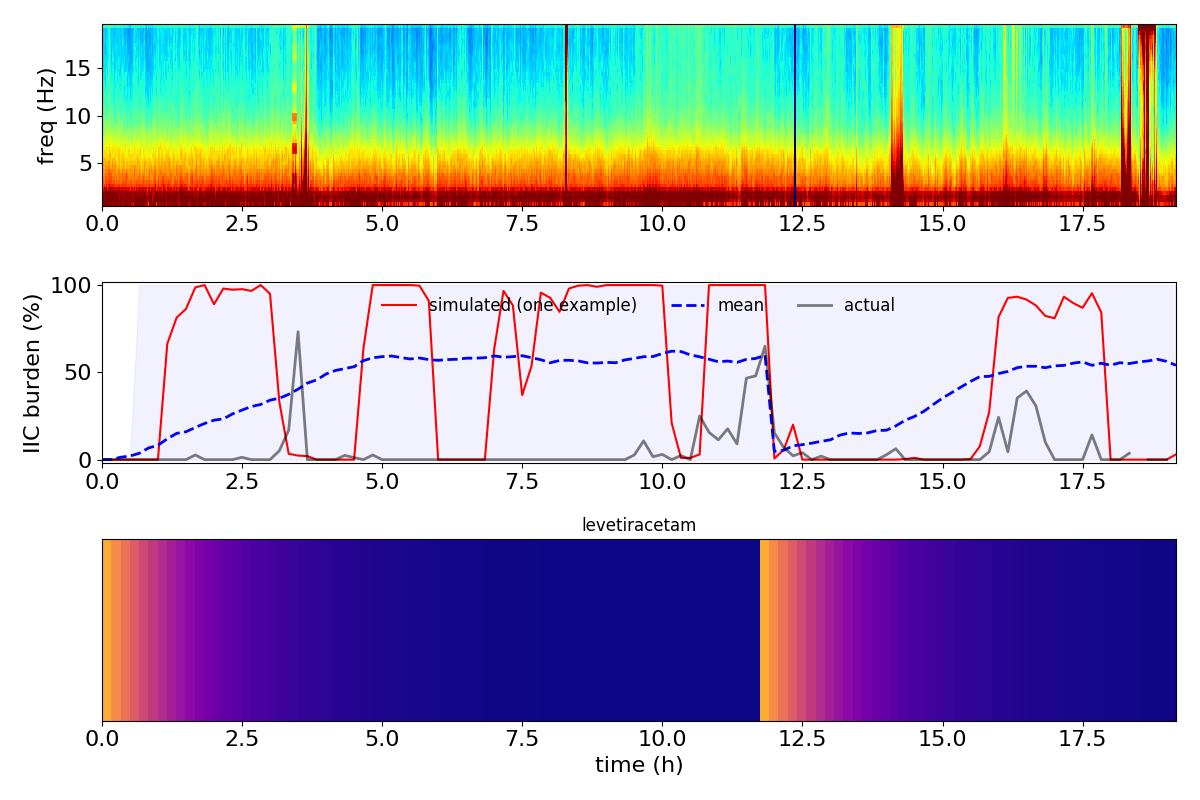 freq (Hz)
15
10
5
0.0 2.5 5.0 7.5 10.0 12.5 15.0 17.5
IIC burden (%)
100
50
0
simulated (one example) mean actual
0.0 2.5 5.0 7.5 10.0 12.5 15.0 17.5
levetiracetam
0.0 2.5 5.0 7.5 10.0 12.5 15.0 17.5
time (h)